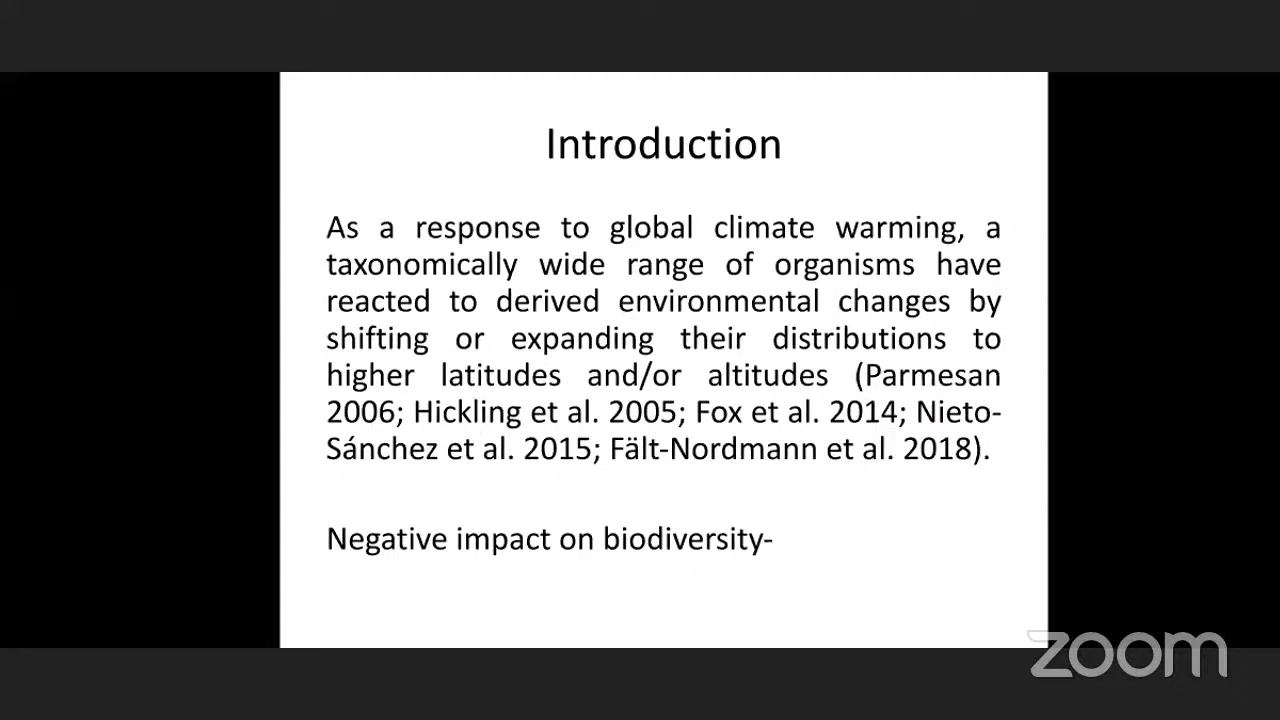 Introduction
As a response to global climate warming, a
taxonomically wide range of organisms have
reacted to derived environmental changes by
shifting or expanding their distributions to
higher latitudes and/or altitudes (Parmesan
2006; Hickling et al. 2005; Fox et al. 2014; Nieto-
Sánchez et al. 2015; Fält-Nordmann et al. 2018).
Negative impact on biodiversity-
zoom